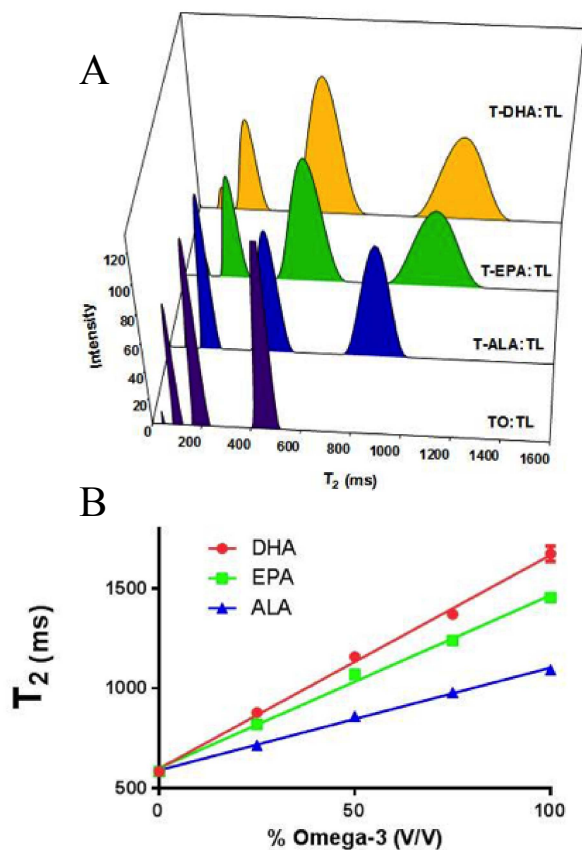 A
T-DHA:TL
T-EPA:TL
T-ALA:TL
TO:TL
Intensity
120
100
80
60
40
20
0
0 200 400 600 800 1000 1200 1400 1600
T2 (ms)
B
DHA
EPA
ALA
T2 (ms)
1500
1000
500
0 50 100
% Omega-3 (V/V)